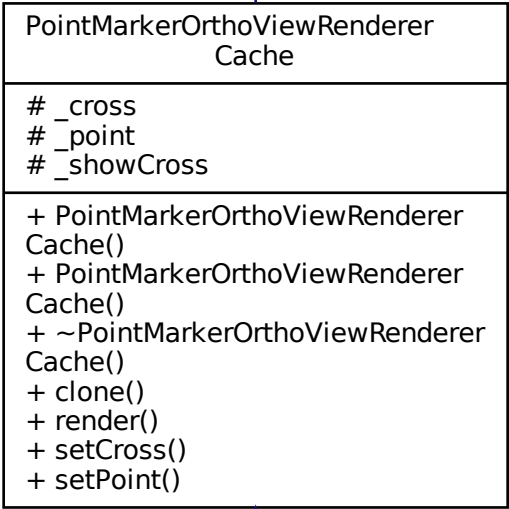 PointMarkerOrthoViewRenderer
Cache
# _cross
# _point
# _showCross
+ PointMarkerOrthoViewRenderer
Cache()
+ PointMarkerOrthoViewRenderer
Cache()
+ ~PointMarkerOrthoViewRenderer
Cache()
+ clone()
+ render()
+ setCross()
+ setPoint()